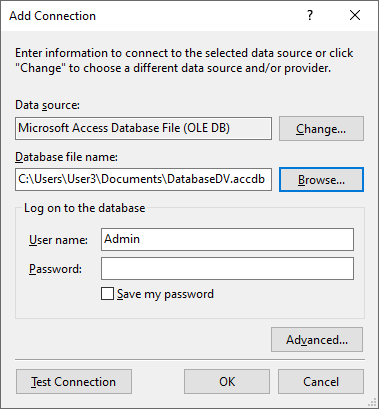 Add Connection ? ×
Enter information to connect to the selected data source or click
"Change" to choose a different data source and/or provider.
Data source:
Microsoft Access Database File (OLE DB) Change...
Database file name:
C:\Users\User3\Documents\DatabaseDV.accdb Browse...
Log on to the database
User name: Admin
Password:
Save my password
Advanced...
Test Connection OK Cancel